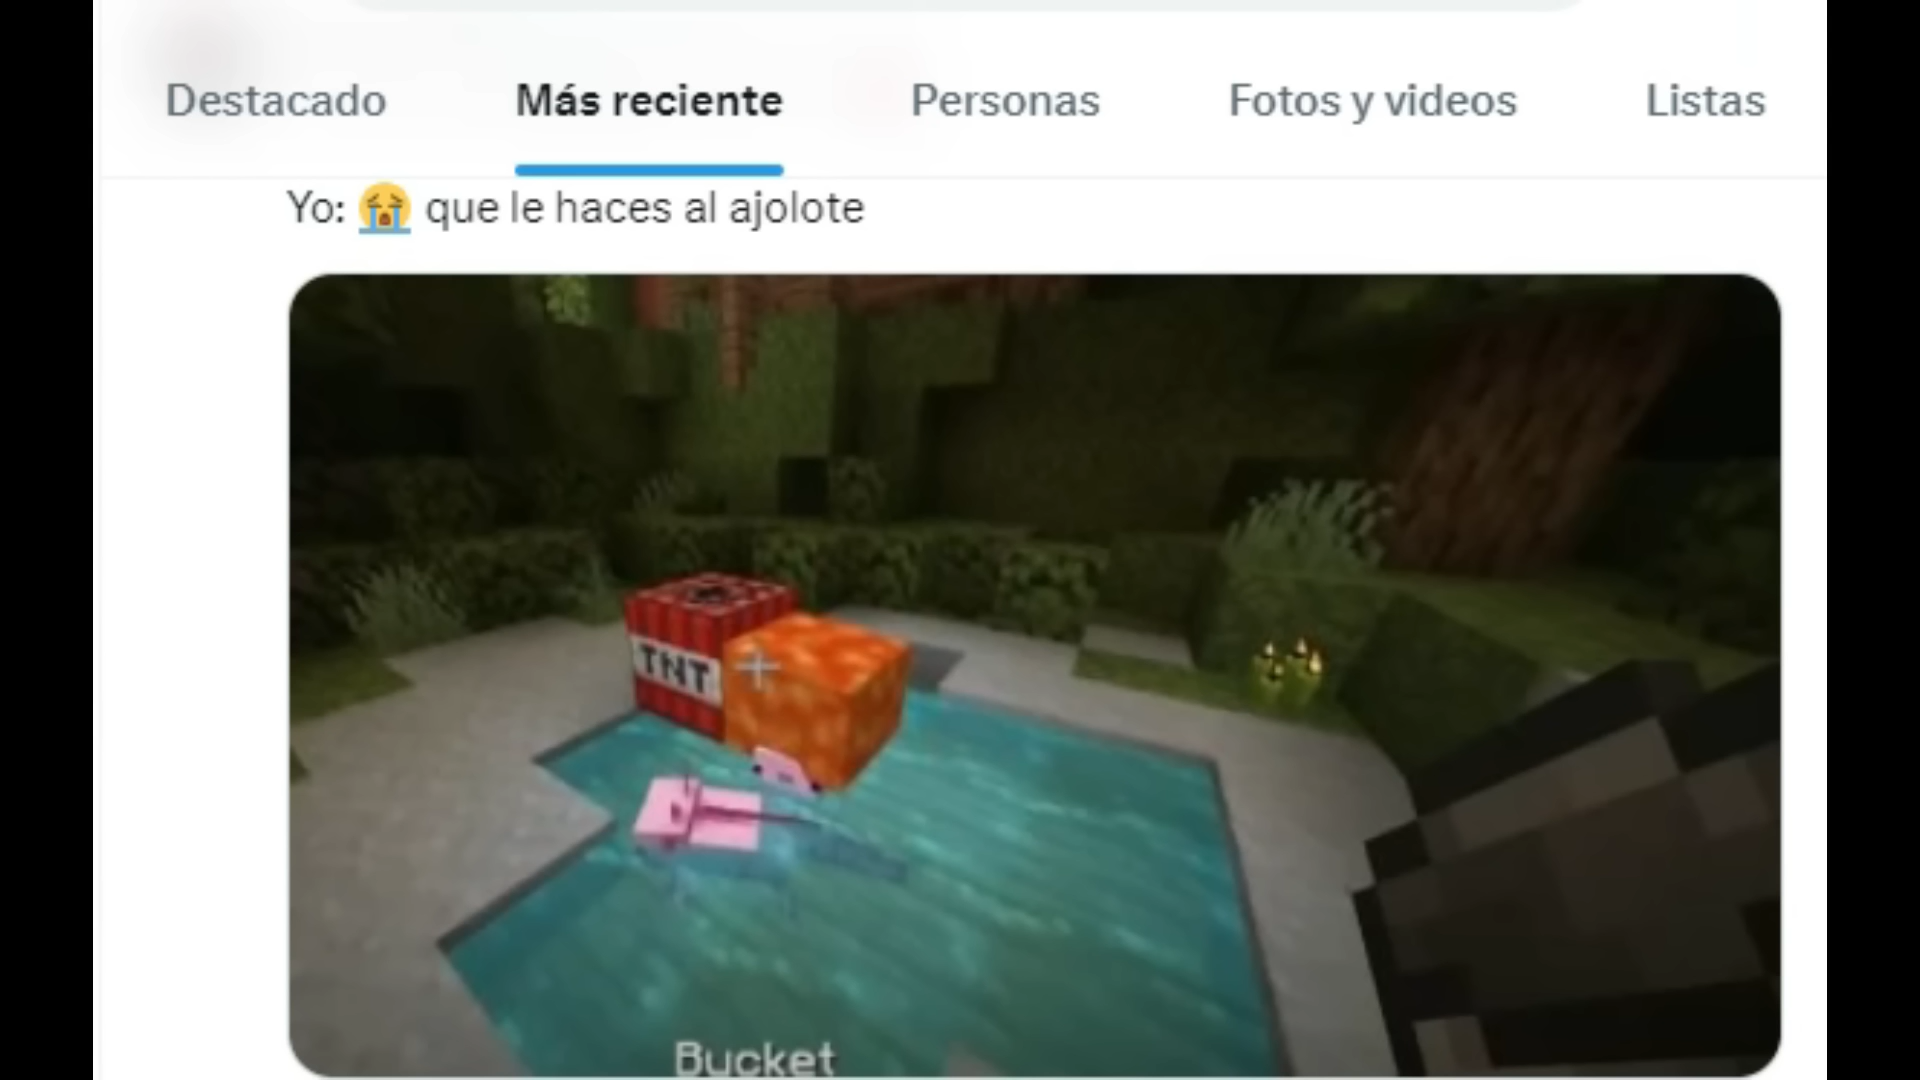 Destacado Más reciente Personas Fotos y videos Listas
Yo: 😭 que le haces al ajolote
TNT
Bucket